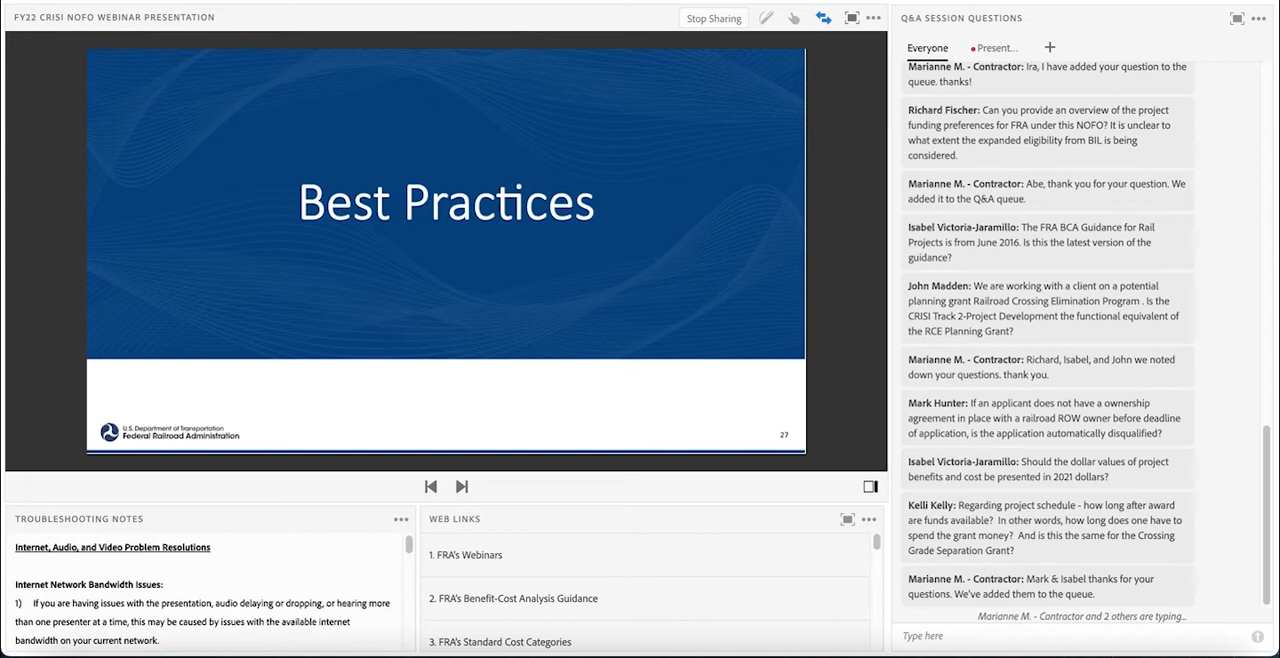 FY22 CRISI NOFO WEBINAR PRESENTATION
Stop Sharing
Best Practices
U.S. Department of Transportation
Federal Railroad Administration
27
TROUBLESHOOTING NOTES
Internet, Audio, and Video Problem Resolutions
Internet Network Bandwidth Issues:
1) If you are having issues with the presentation, audio delaying or dropping, or hearing more
than one presenter at a time, this may be caused by issues with the available internet
bandwidth on your current network.
WEB LINKS
1. FRA's Webinars
2. FRA's Benefit-Cost Analysis Guidance
3. FRA's Standard Cost Categories
Q&A SESSION QUESTIONS
Everyone
Present...
Marianne M. - Contractor: Ira, I have added your question to the
queue. thanks!
Richard Fischer: Can you provide an overview of the project
funding preferences for FRA under this NOFO? It is unclear to
what extent the expanded eligibility from BIL is being
considered.
Marianne M. - Contractor: Abe, thank you for your question. We
added it to the Q&A queue.
Isabel Victoria-Jaramillo: The FRA BCA Guidance for Rail
Projects is from June 2016. Is this the latest version of the
guidance?
John Madden: We are working with a client on a potential
planning grant Railroad Crossing Elimination Program . Is the
CRISI Track 2-Project Development the functional equivalent of
the RCE Planning Grant?
Marianne M. - Contractor: Richard, Isabel, and John we noted
down your questions. thank you.
Mark Hunter: If an applicant does not have a ownership
agreement in place with a railroad ROW owner before deadline
of application, is the application automatically disqualified?
Isabel Victoria-Jaramillo: Should the dollar values of project
benefits and cost be presented in 2021 dollars?
Kelli Kelly: Regarding project schedule - how long after award
are funds available? In other words, how long does one have to
spend the grant money? And is this the same for the Crossing
Grade Separation Grant?
Marianne M. - Contractor: Mark & Isabel thanks for your
questions. We've added them to the queue.
Marianne M. - Contractor and 2 others are typing...
Type here